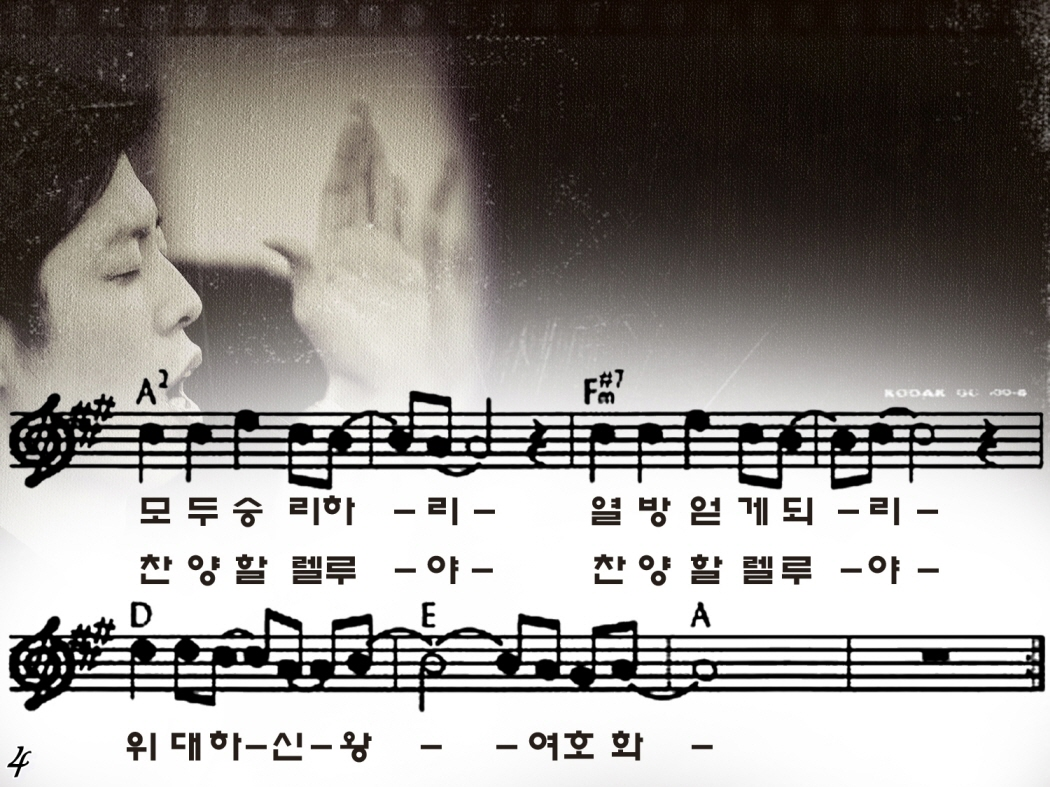 A2 F#m7
KODAK
모두승 리하 -리- 열방얻게되-리-
찬양할 렐루 -야- 찬양할 렐루-야-
D E A
위대하-신-왕 - -여호화 -
4